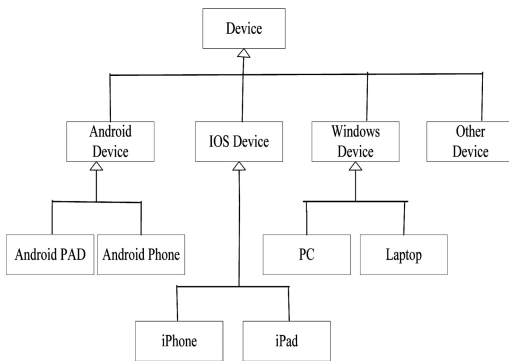 Device
Android
Device
IOS Device
Windows
Device
Other
Device
Android PAD
Android Phone
PC
Laptop
iPhone
iPad